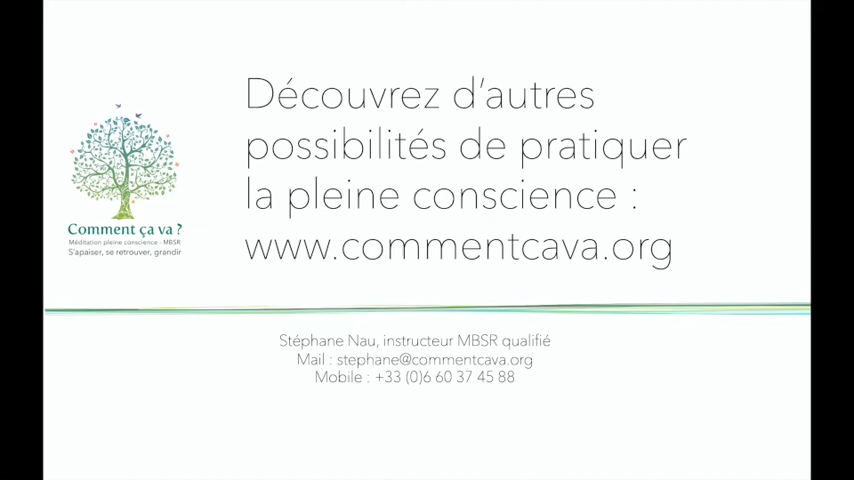 Découvrez d’autres
possibilités de pratiquer
la pleine conscience :
www.commentcava.org
Comment ça va ?
Méditation pleine conscience - MBSR
S'apaiser, se retrouver, grandir
Stéphane Nau, instructeur MBSR qualifié
Mail : stephane@commentcava.org
Mobile : +33 (0)6 60 37 45 88